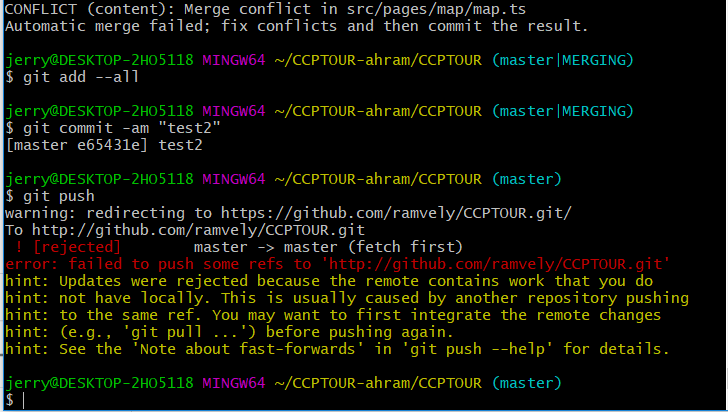 CONFLICT (content): Merge conflict in src/pages/map/map.ts
Automatic merge failed; fix conflicts and then commit the result.
jerry@DESKTOP-2HO5118 MINGW64 ~/CCPTOUR-ahram/CCPTOUR (master|MERGING)
$ git add --all
jerry@DESKTOP-2HO5118 MINGW64 ~/CCPTOUR-ahram/CCPTOUR (master|MERGING)
$ git commit -am "test2"
[master e65431e] test2
jerry@DESKTOP-2HO5118 MINGW64 ~/CCPTOUR-ahram/CCPTOUR (master)
$ git push
warning: redirecting to https://github.com/ramvely/CCPTOUR.git/
To http://github.com/ramvely/CCPTOUR.git
! [rejected] master -> master (fetch first)
error: failed to push some refs to 'http://github.com/ramvely/CCPTOUR.git'
hint: Updates were rejected because the remote contains work that you do
hint: not have locally. This is usually caused by another repository pushing
hint: to the same ref. You may want to first integrate the remote changes
hint: (e.g., 'git pull ...') before pushing again.
hint: See the 'Note about fast-forwards' in 'git push --help' for details.
jerry@DESKTOP-2HO5118 MINGW64 ~/CCPTOUR-ahram/CCPTOUR (master)
$